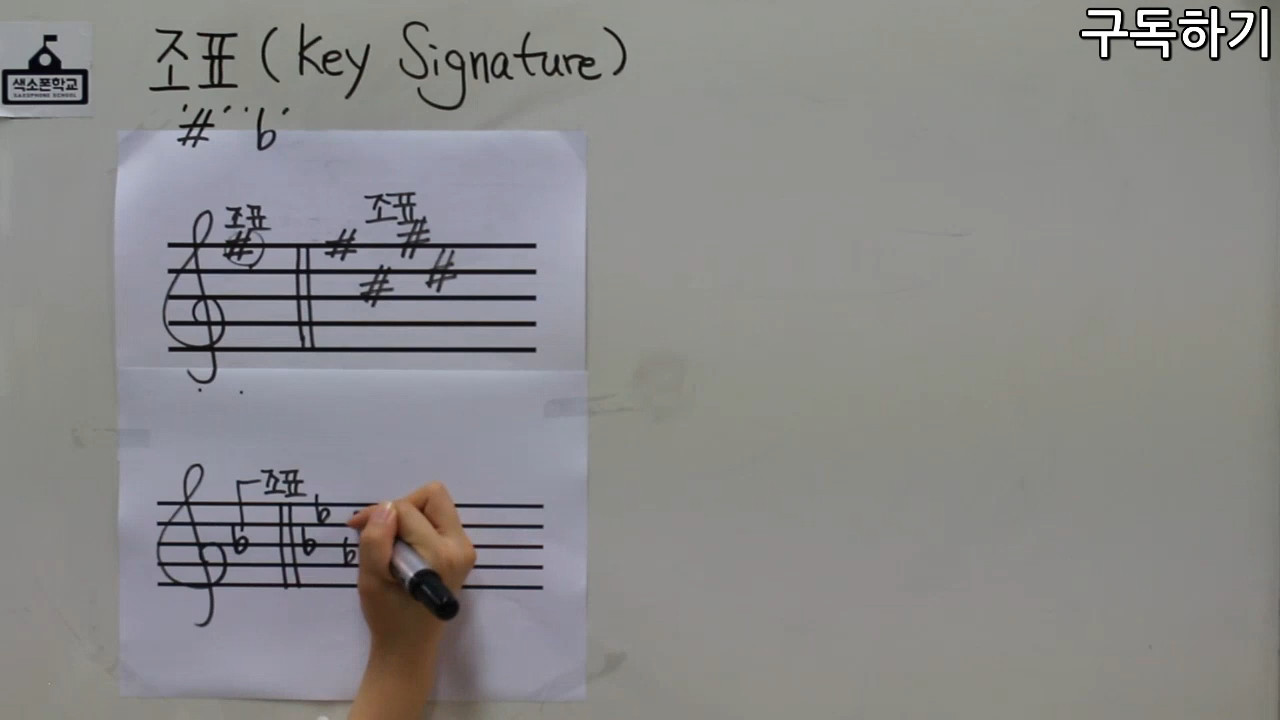 구독하기
색소폰학교
SAXOPHONE SCHOOL
조표 (Key Signature)
'#' 'b'
조표
조표
조표